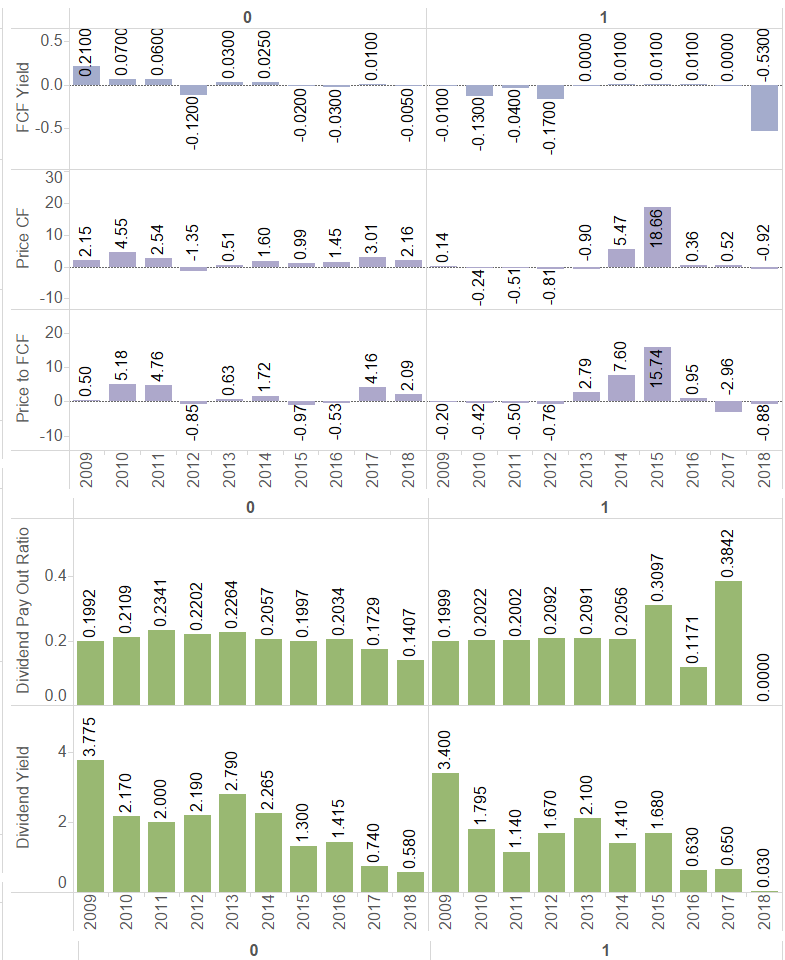 0 1
FCF Yield
0.5
0.0
-0.5
0.2100 0.0700 0.0600 -0.1200 0.0300 0.0250 -0.0200 -0.0300 0.0100 -0.0050
-0.0100 -0.1300 -0.0400 -0.1700 0.0000 0.0100 0.0100 0.0100 0.0000 -0.5300
Price CF
30
20
10
0
-10
2.15 4.55 2.54 -1.35 0.51 1.60 0.99 1.45 3.01 2.16
0.14 -0.24 -0.51 -0.81 -0.90 5.47 18.66 0.36 0.52 -0.92
Price to FCF
20
10
0
-10
0.50 5.18 4.76 -0.85 0.63 1.72 -0.97 -0.53 4.16 2.09
-0.20 -0.42 -0.50 -0.76 2.79 7.60 15.74 0.95 -2.96 -0.88
2009 2010 2011 2012 2013 2014 2015 2016 2017 2018 2009 2010 2011 2012 2013 2014 2015 2016 2017 2018
0 1
Dividend Pay Out Ratio
0.4
0.2
0.0
0.1992 0.2109 0.2341 0.2202 0.2264 0.2057 0.1997 0.2034 0.1729 0.1407
0.1999 0.2022 0.2002 0.2092 0.2091 0.2056 0.3097 0.1171 0.3842 0.0000
Dividend Yield
4
2
0
3.775 2.170 2.000 2.190 2.790 2.265 1.300 1.415 0.740 0.580
3.400 1.795 1.140 1.670 2.100 1.410 1.680 0.630 0.650 0.030
2009 2010 2011 2012 2013 2014 2015 2016 2017 2018 2009 2010 2011 2012 2013 2014 2015 2016 2017 2018
0 1